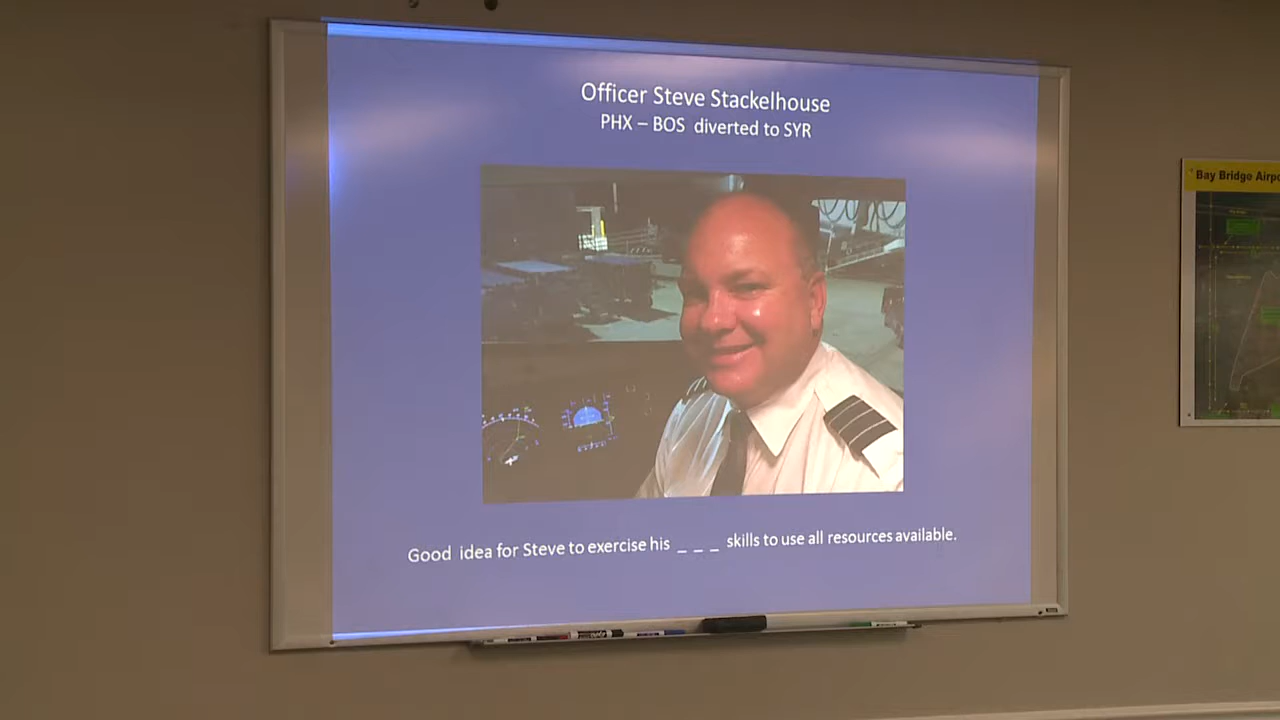 Officer Steve Stackelhouse
PHX – BOS diverted to SYR
Good idea for Steve to exercise his _ _ _ skills to use all resources available.
Bay Bridge